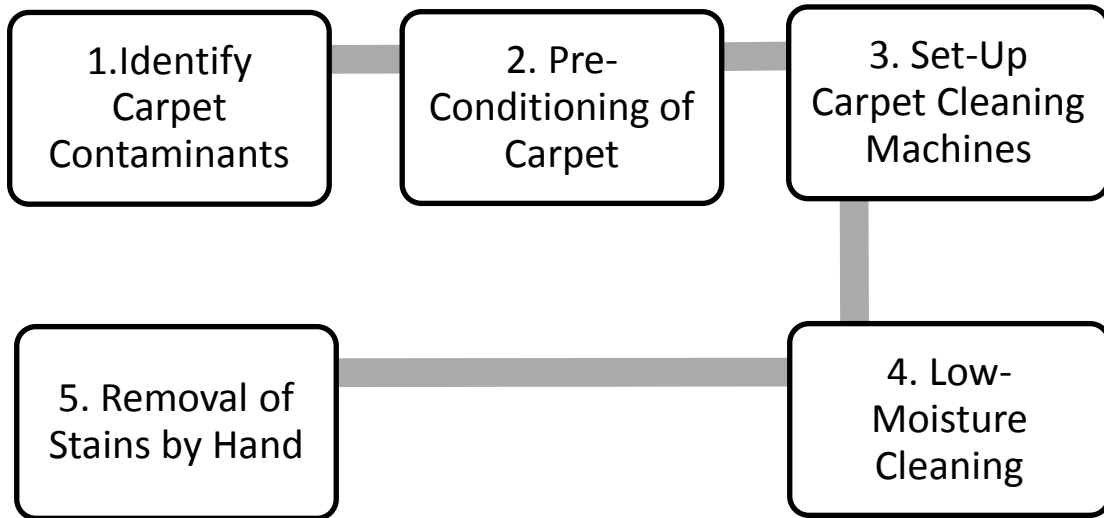 1.Identify
Carpet
Contaminants
2. Pre-
Conditioning of
Carpet
3. Set-Up
Carpet Cleaning
Machines
4. Low-
Moisture
Cleaning
5. Removal of
Stains by Hand